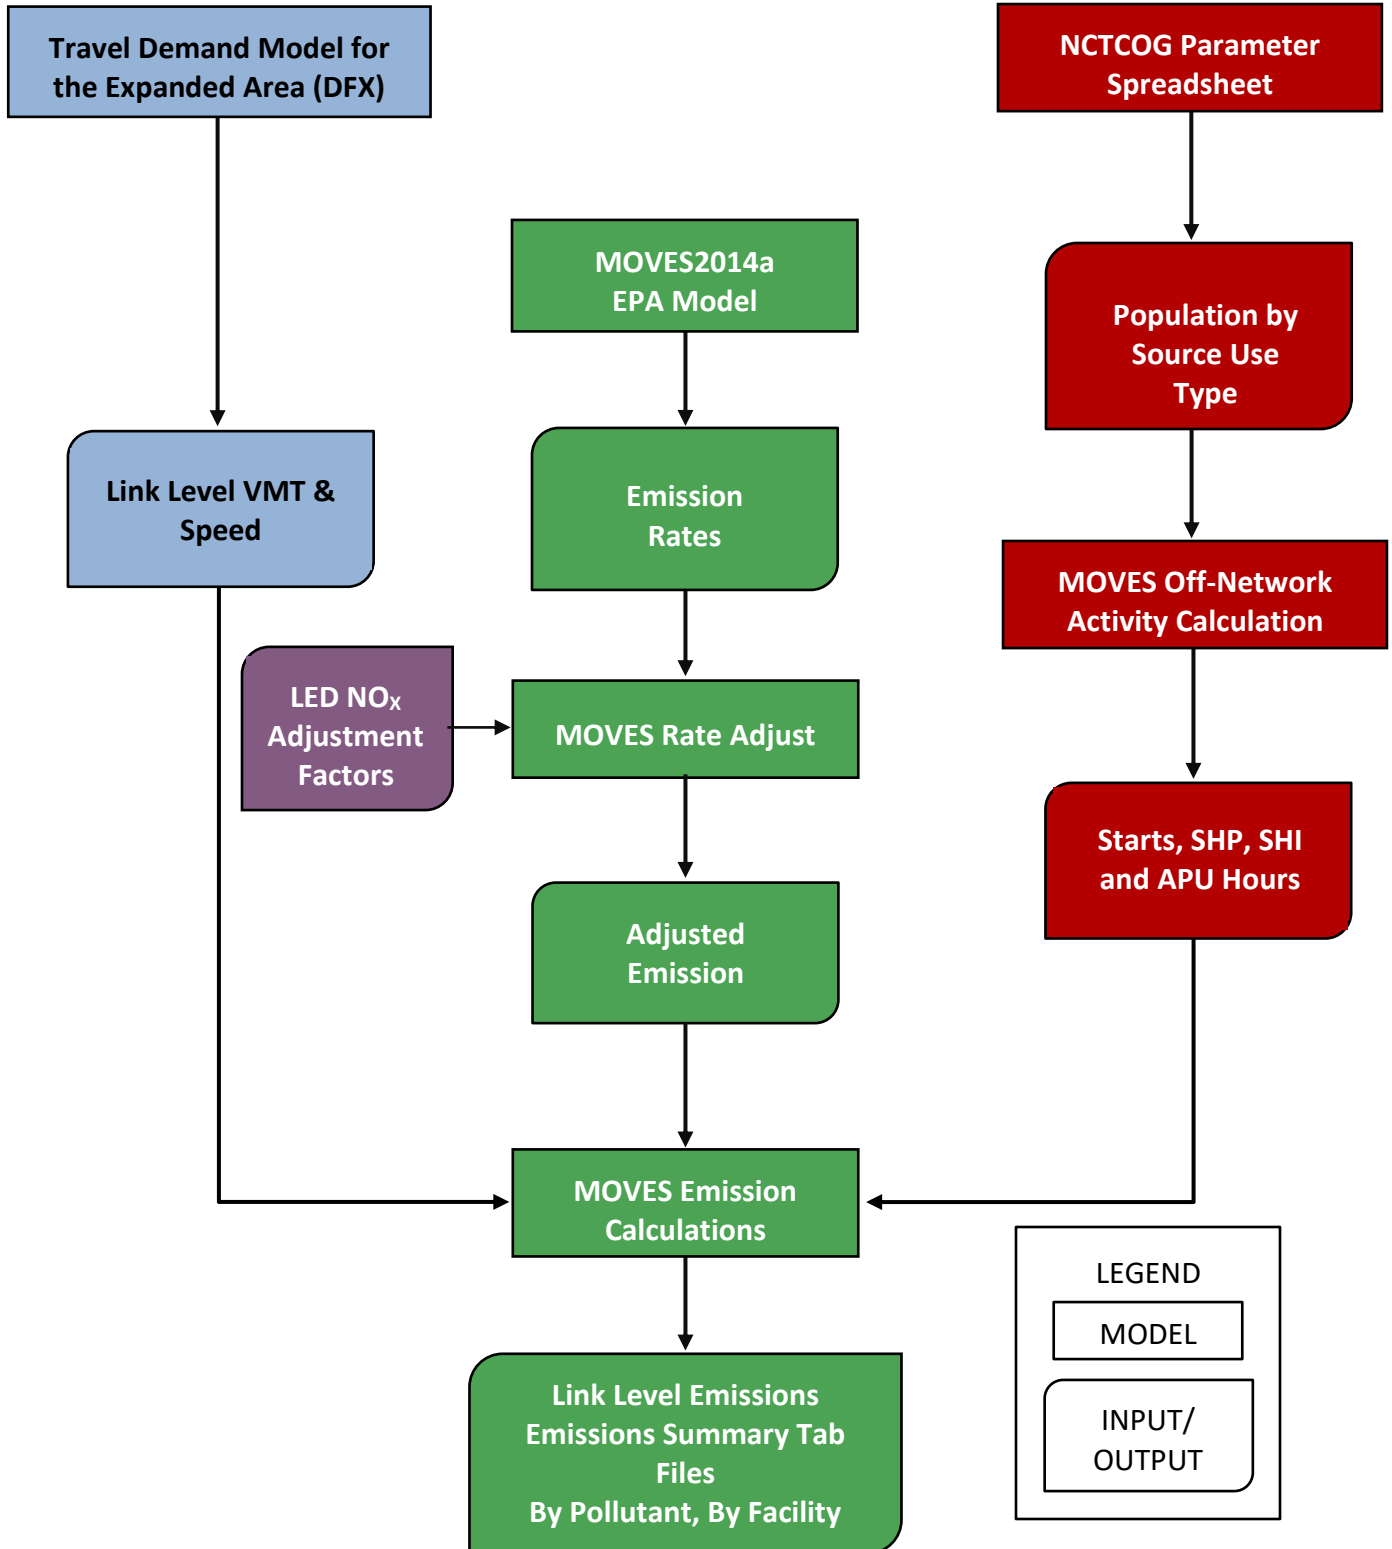 Travel Demand Model for
the Expanded Area (DFX)
NCTCOG Parameter
Spreadsheet
MOVES2014a
EPA Model
Population by
Source Use
Type
Link Level VMT &
Speed
Emission
Rates
MOVES Off-Network
Activity Calculation
LED NOX
Adjustment
Factors
MOVES Rate Adjust
Starts, SHP, SHI
and APU Hours
Adjusted
Emission
MOVES Emission
Calculations
Link Level Emissions
Emissions Summary Tab
Files
By Pollutant, By Facility
LEGEND
MODEL
INPUT/
OUTPUT